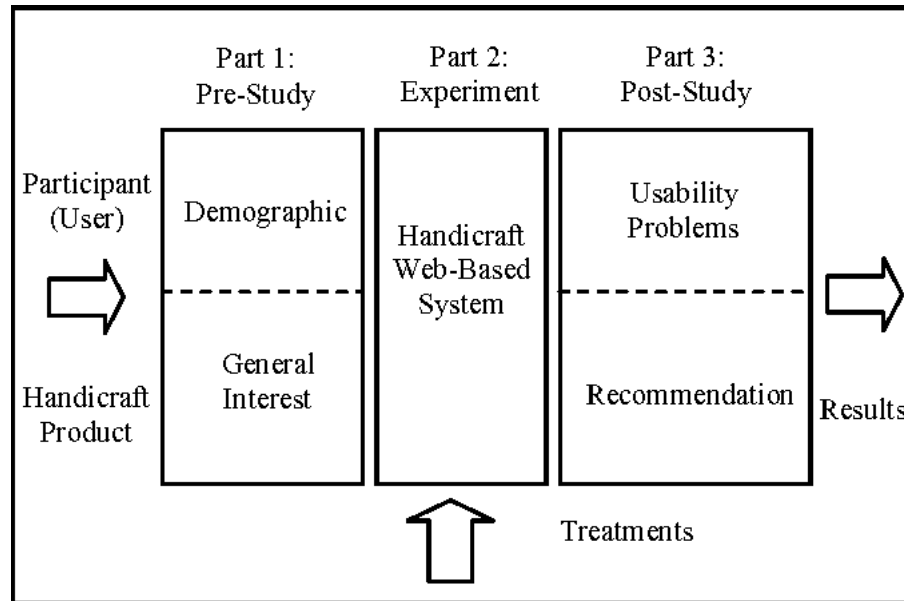 Part 1:
Pre-Study
Part 2:
Experiment
Part 3:
Post-Study
Participant
(User)
Handicraft
Product
Demographic
General
Interest
Handicraft
Web-Based
System
Usability
Problems
Recommendation
Results
Treatments